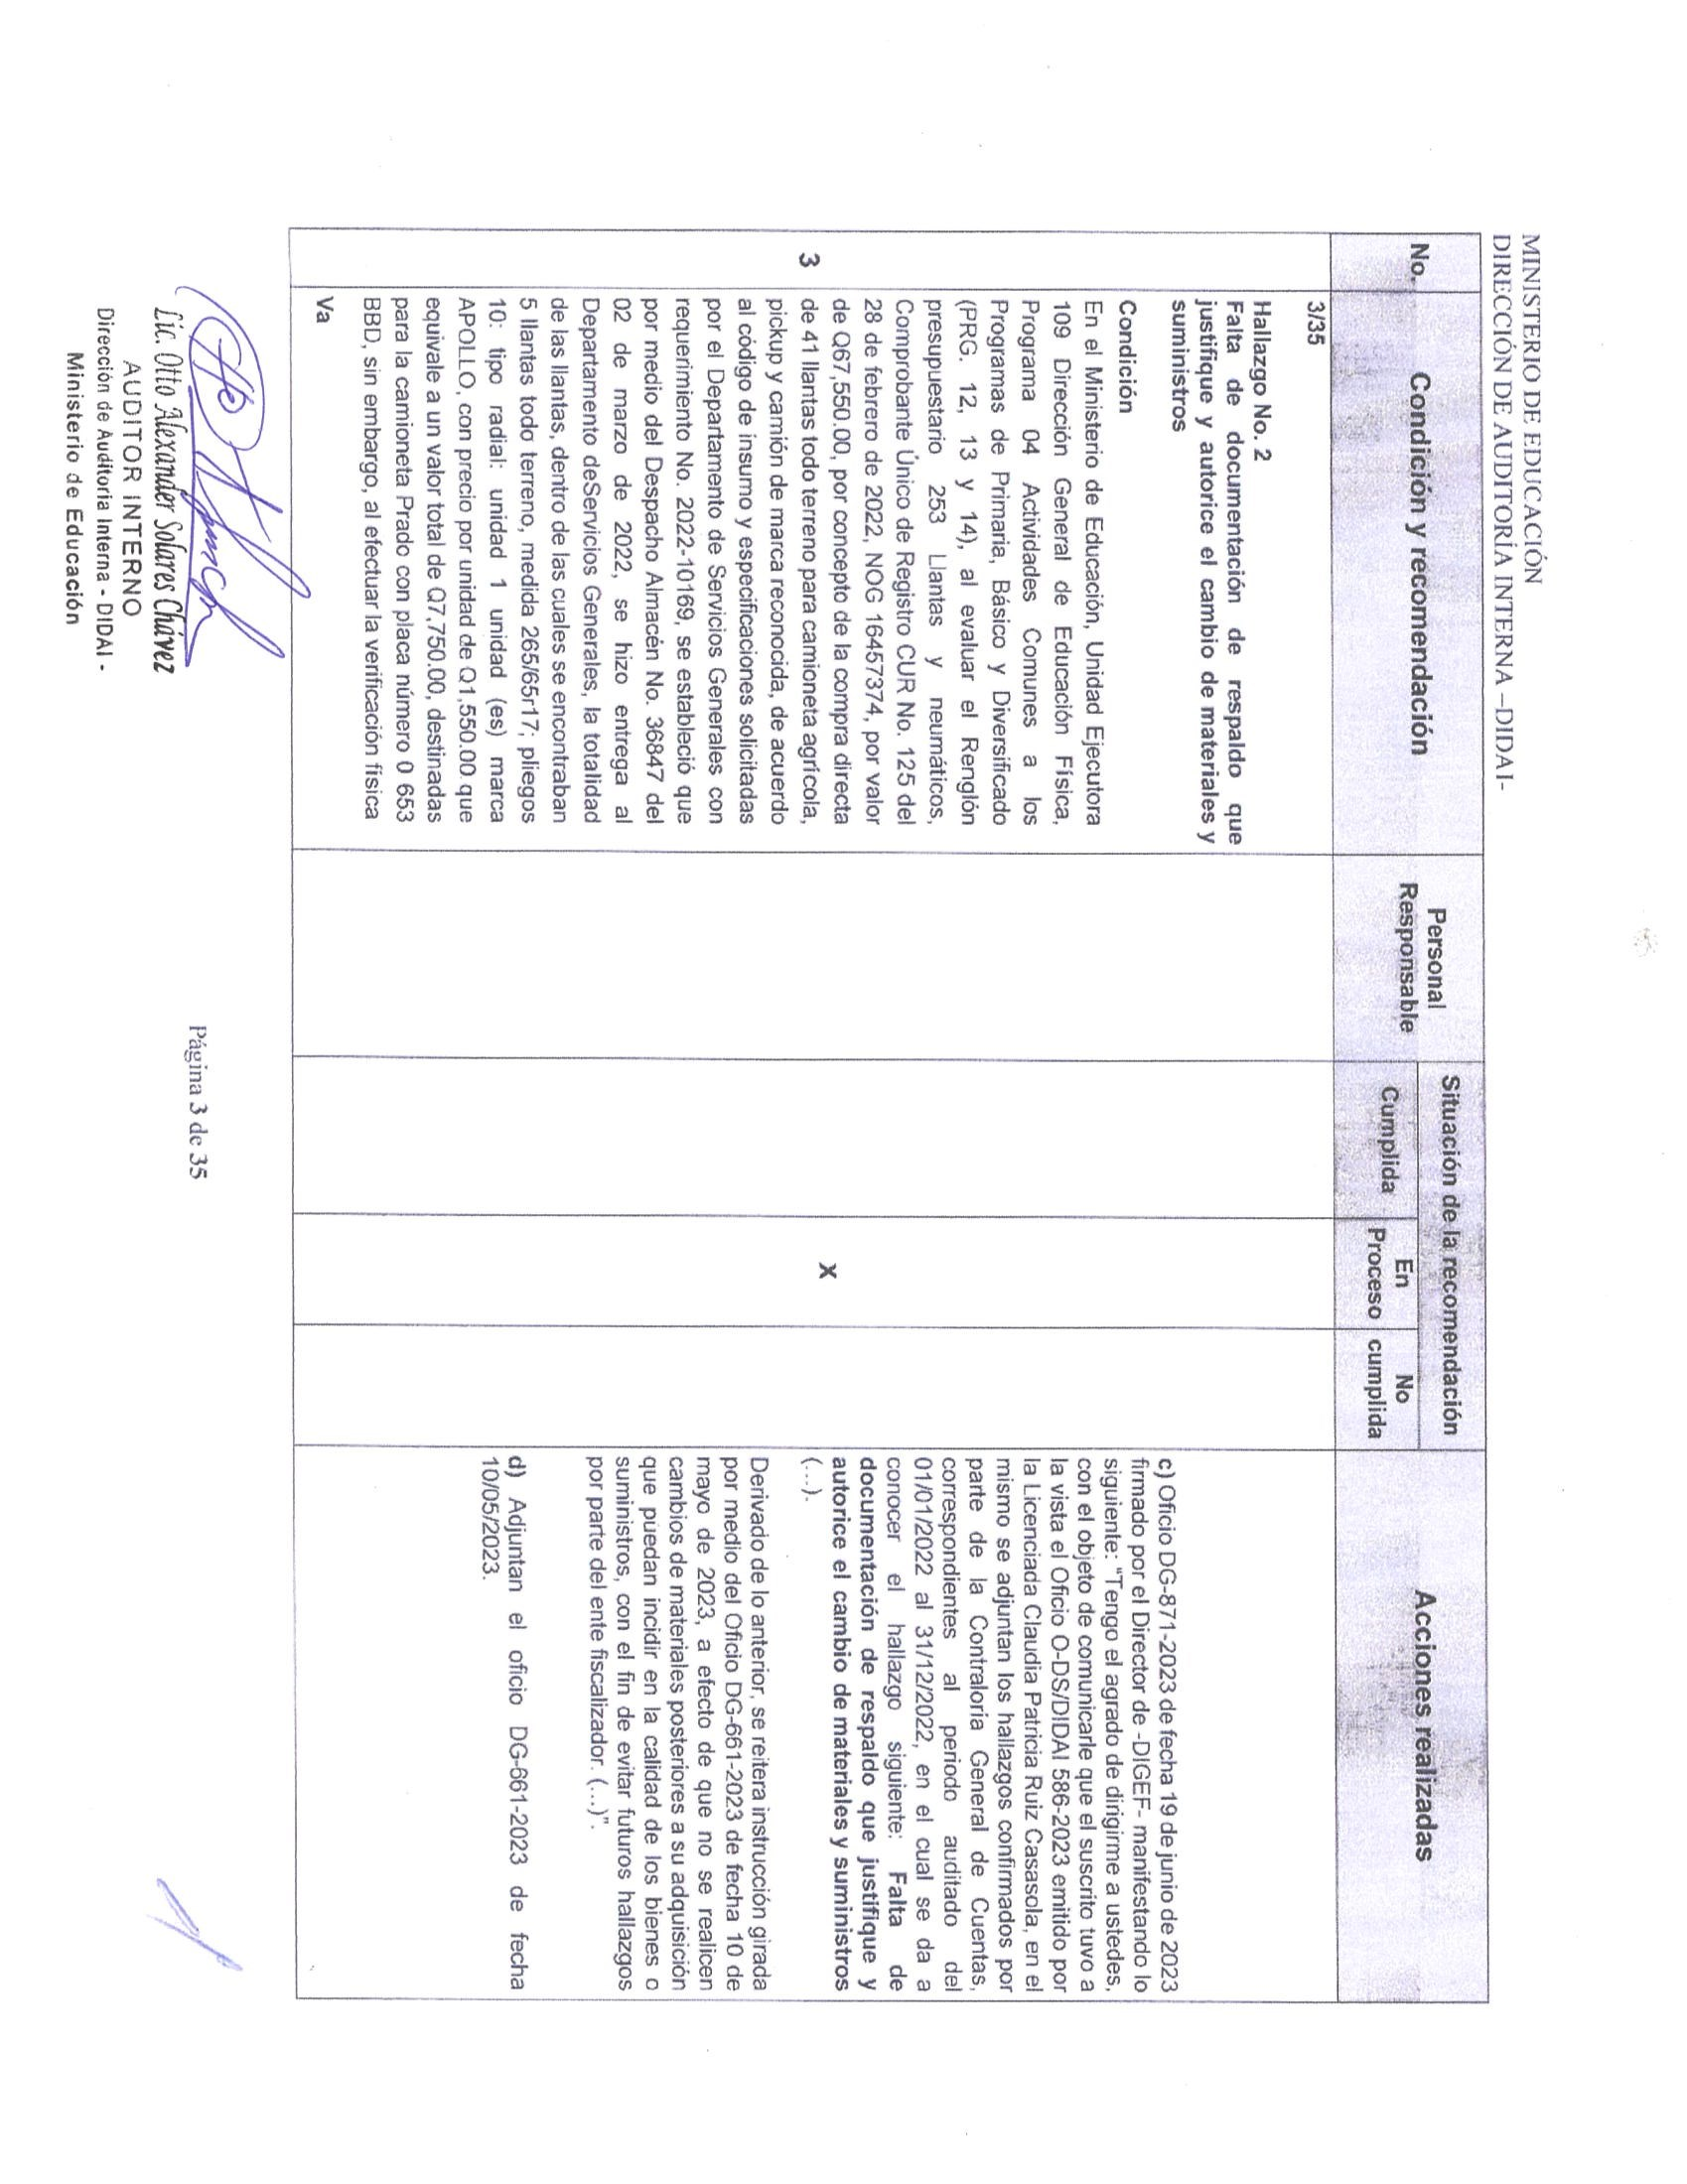 MINISTERIO DE EDUCACIÓN
DIRECCIÓN DE AUDITORÍA INTERNA –DIDAI-
No.
Condición y recomendación
Personal
Responsable
Situación de la recomendación
Cumplida
En
Proceso
No
cumplida
Acciones realizadas
3/35
3
Hallazgo No. 2
Falta de documentación de respaldo que
justifique y autorice el cambio de materiales y
suministros
Condición
En el Ministerio de Educación, Unidad Ejecutora
109 Dirección General de Educación Física,
Programa 04 Actividades Comunes a los
Programas de Primaria, Básico y Diversificado
(PRG. 12, 13 y 14), al evaluar el Renglón
presupuestario 253 Llantas y neumáticos,
Comprobante Único de Registro CUR No. 125 del
28 de febrero de 2022, NOG 16457374, por valor
de Q67,550.00, por concepto de la compra directa
de 41 llantas todo terreno para camioneta agrícola,
pickup y camión de marca reconocida, de acuerdo
al código de insumo y especificaciones solicitadas
por el Departamento de Servicios Generales con
requerimiento No. 2022-10169, se estableció que
por medio del Despacho Almacén No. 36847 del
02 de marzo de 2022, se hizo entrega al
Departamento deServicios Generales, la totalidad
de las llantas, dentro de las cuales se encontraban
5 llantas todo terreno, medida 265/65r17; pliegos
10: tipo radial: unidad 1 unidad (es) marca
APOLLO, con precio por unidad de Q1,550.00 que
equivale a un valor total de Q7,750.00, destinadas
para la camioneta Prado con placa número 0 653
BBD, sin embargo, al efectuar la verificación física
Va
X
c) Oficio DG-871-2023 de fecha 19 de junio de 2023
firmado por el Director de -DIGEF- manifestando lo
siguiente: "Tengo el agrado de dirigirme a ustedes,
con el objeto de comunicarle que el suscrito tuvo a
la vista el Oficio O-DS/DIDAI 586-2023 emitido por
la Licenciada Claudia Patricia Ruiz Casasola, en el
mismo se adjuntan los hallazgos confirmados por
parte de la Contraloría General de Cuentas,
correspondientes al periodo auditado del
01/01/2022 al 31/12/2022, en el cual se da a
conocer el hallazgo siguiente: Falta de
documentación de respaldo que justifique y
autorice el cambio de materiales y suministros
(...).
Derivado de lo anterior, se reitera instrucción girada
por medio del Oficio DG-661-2023 de fecha 10 de
mayo de 2023, a efecto de que no se realicen
cambios de materiales posteriores a su adquisición
que puedan incidir en la calidad de los bienes o
suministros, con el fin de evitar futuros hallazgos
por parte del ente fiscalizador. (...)".
d) Adjuntan el oficio DG-661-2023 de fecha
10/05/2023.
Lic. Otto Alexander Solares Chávez
AUDITOR INTERNO
Dirección de Auditoría Interna - DIDAI -
Ministerio de Educación
Página 3 de 35